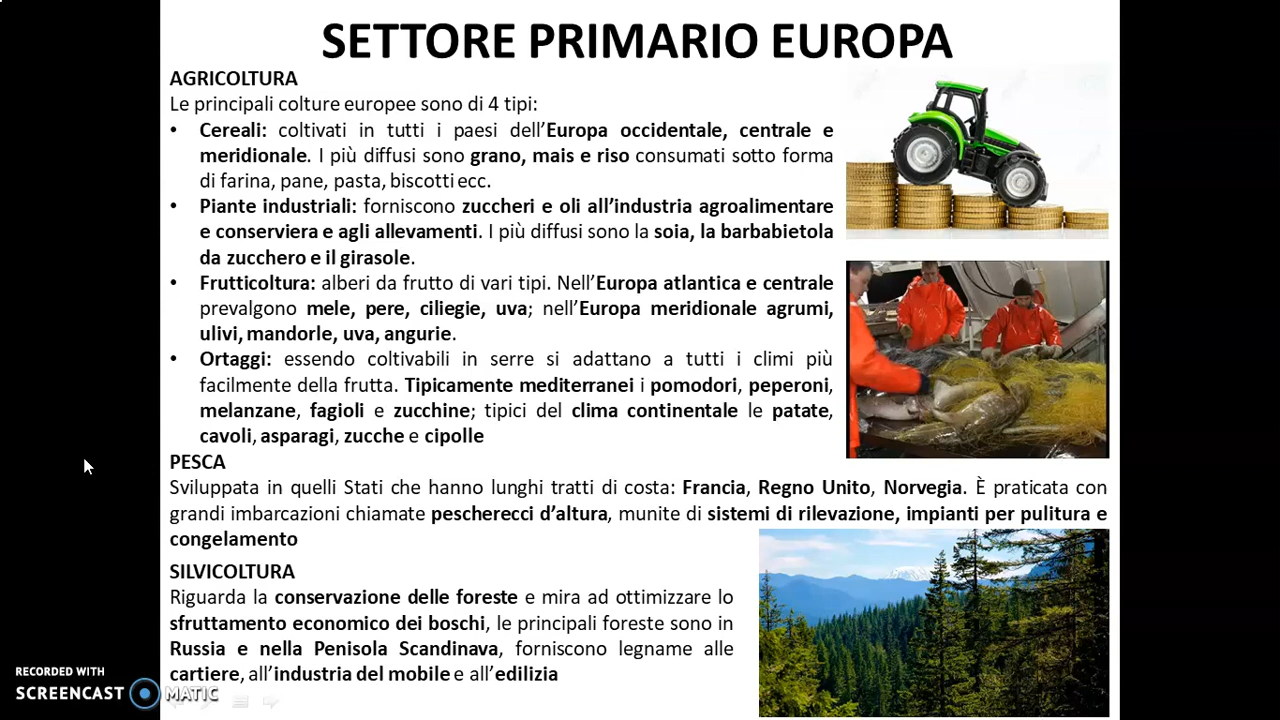 SETTORE PRIMARIO EUROPA
AGRICOLTURA
Le principali colture europee sono di 4 tipi:
• Cereali: coltivati in tutti i paesi dell'Europa occidentale, centrale e
meridionale. I più diffusi sono grano, mais e riso consumati sotto forma
di farina, pane, pasta, biscotti ecc.
• Piante industriali: forniscono zuccheri e oli all'industria agroalimentare
e conserviera e agli allevamenti. I più diffusi sono la soia, la barbabietola
da zucchero e il girasole.
• Frutticoltura: alberi da frutto di vari tipi. Nell'Europa atlantica e centrale
prevalgono mele, pere, ciliegie, uva; nell'Europa meridionale agrumi,
ulivi, mandorle, uva, angurie.
• Ortaggi: essendo coltivabili in serre si adattano a tutti i climi più
facilmente della frutta. Tipicamente mediterranei i pomodori, peperoni,
melanzane, fagioli e zucchine; tipici del clima continentale le patate,
cavoli, asparagi, zucche e cipolle
PESCA
Sviluppata in quelli Stati che hanno lunghi tratti di costa: Francia, Regno Unito, Norvegia. È praticata con
grandi imbarcazioni chiamate pescherecci d'altura, munite di sistemi di rilevazione, impianti per pulitura e
congelamento
SILVICOLTURA
Riguarda la conservazione delle foreste e mira ad ottimizzare lo
sfruttamento economico dei boschi, le principali foreste sono in
Russia e nella Penisola Scandinava, forniscono legname alle
cartiere, all'industria del mobile e all'edilizia
RECORDED WITH
SCREENCAST MATIC